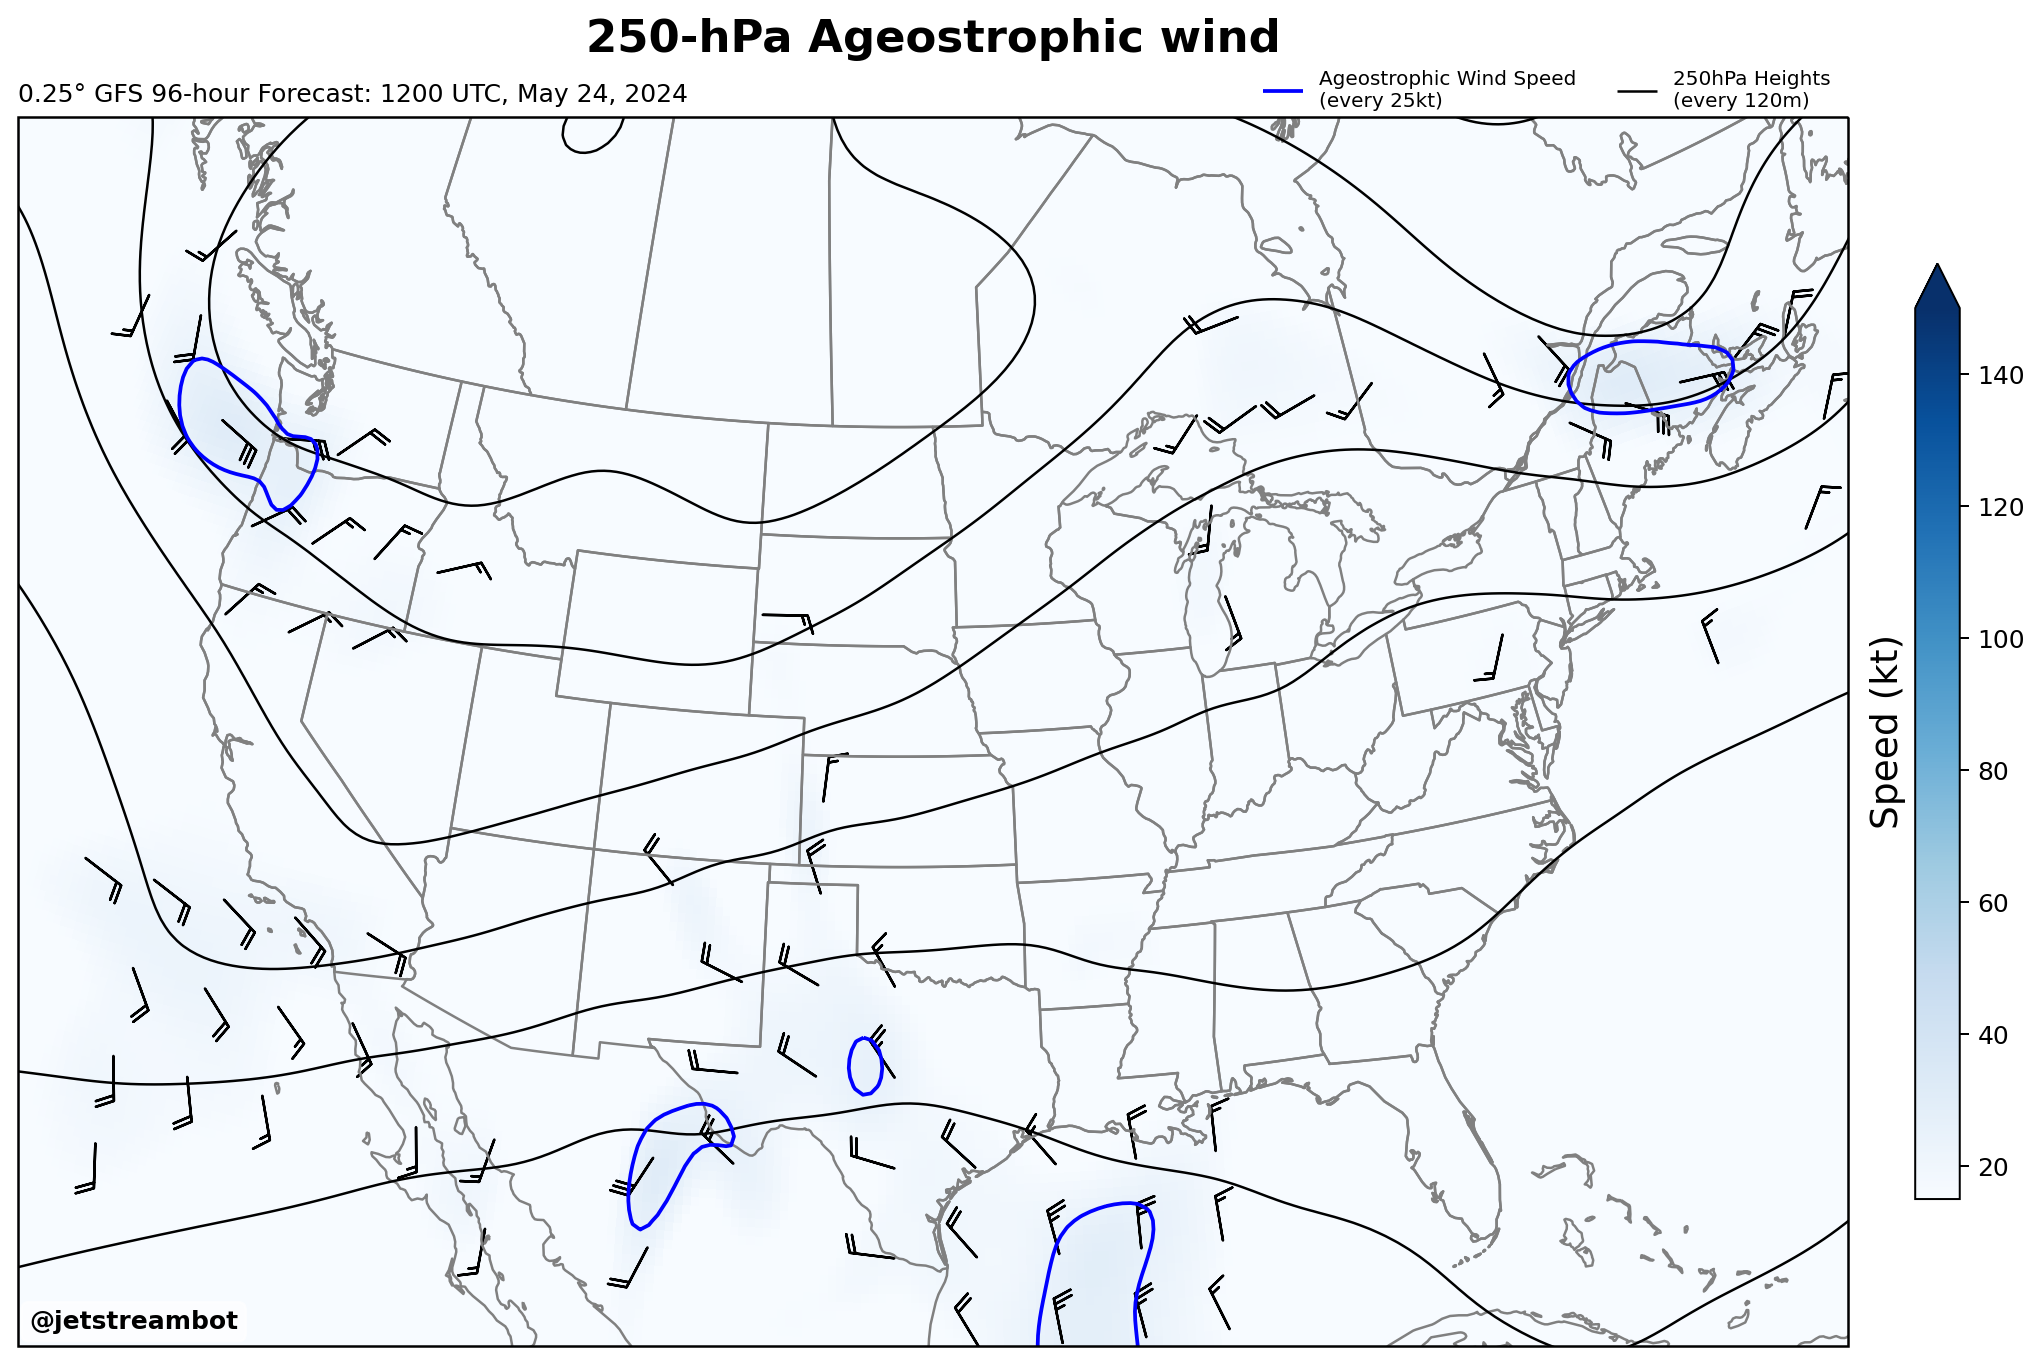 250-hPa Ageostrophic wind
0.25° GFS 96-hour Forecast: 1200 UTC, May 24, 2024
Ageostrophic Wind Speed
(every 25kt)
250hPa Heights
(every 120m)
140
120
100
80
60
40
20
Speed (kt)
@jetstreambot